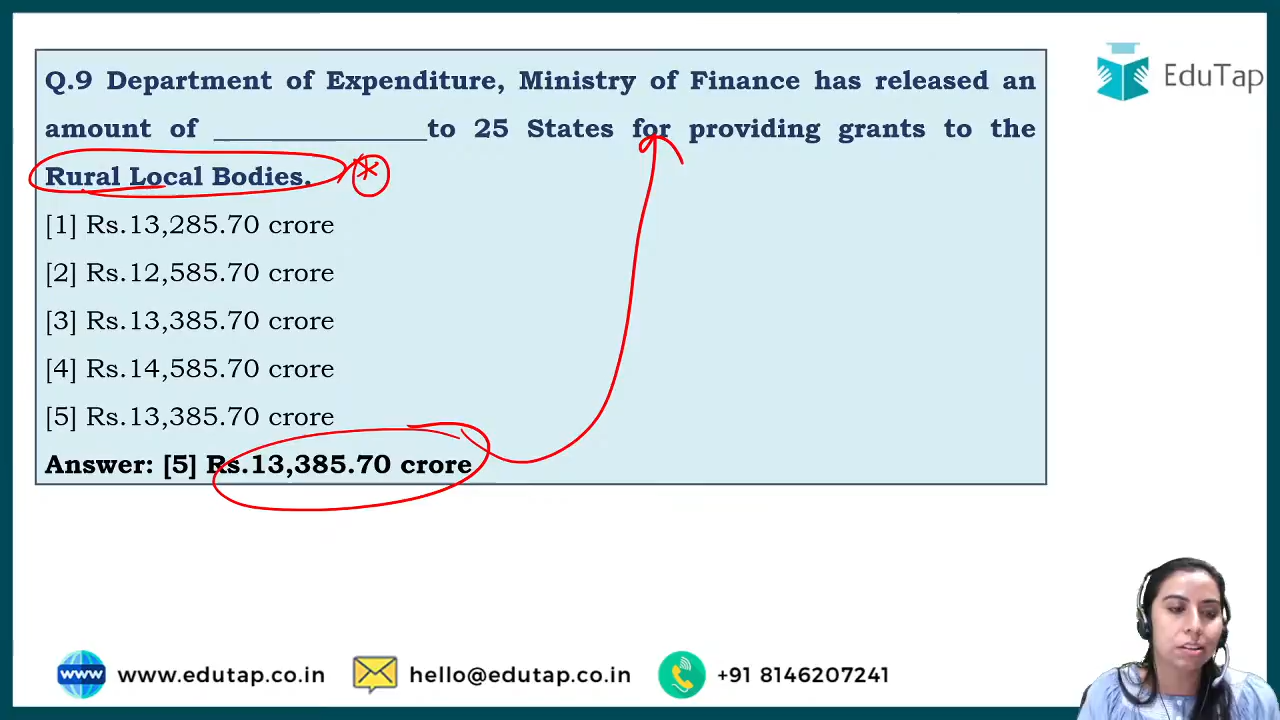 EduTap
Q.9 Department of Expenditure, Ministry of Finance has released an
amount of ________________to 25 States for providing grants to the
Rural Local Bodies. *
[1] Rs.13,285.70 crore
[2] Rs.12,585.70 crore
[3] Rs.13,385.70 crore
[4] Rs.14,585.70 crore
[5] Rs.13,385.70 crore
Answer: [5] Rs.13,385.70 crore
www www.edutap.co.in hello@edutap.co.in +91 8146207241